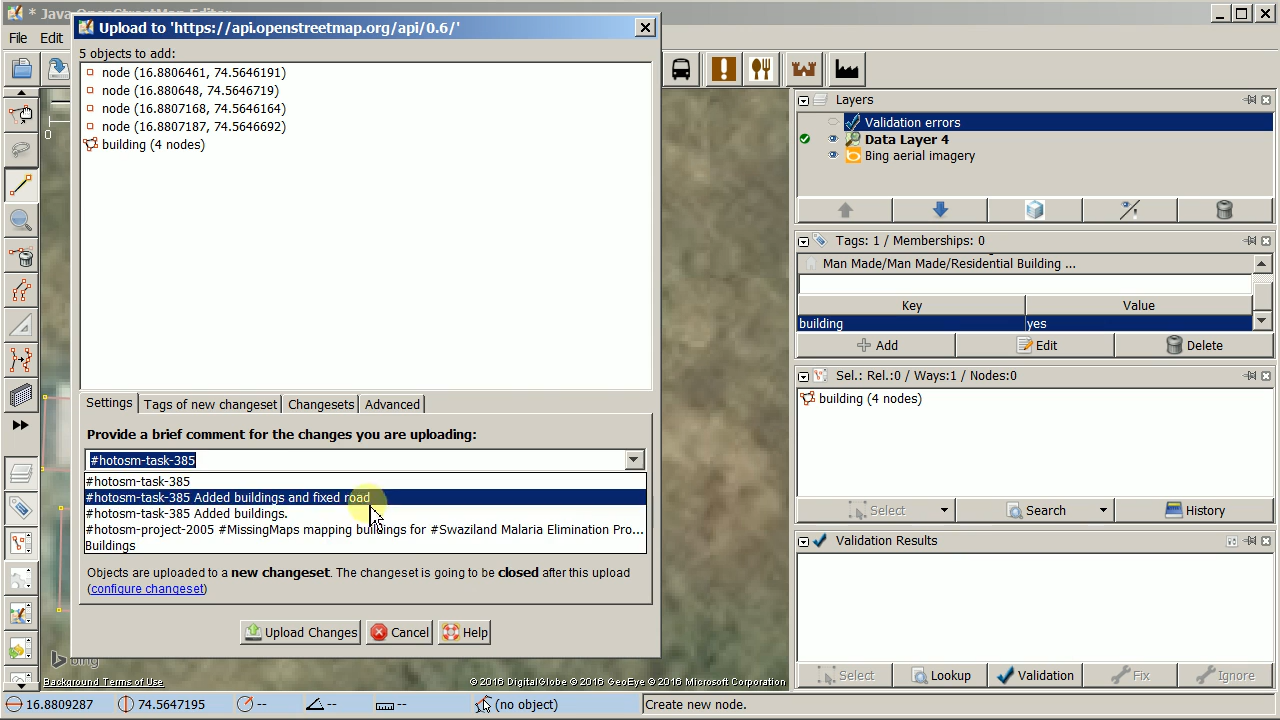 * Java OpenStreetMap Editor
Upload to 'https://api.openstreetmap.org/api/0.6/'
File Edit
5 objects to add:
node (16.8806461, 74.5646191)
node (16.880648, 74.5646719)
node (16.8807168, 74.5646164)
node (16.8807187, 74.5646692)
building (4 nodes)
0
Settings Tags of new changeset Changesets Advanced
Provide a brief comment for the changes you are uploading:
#hotosm-task-385
#hotosm-task-385
#hotosm-task-385 Added buildings and fixed road
#hotosm-task-385 Added buildings.
#hotosm-project-2005 #MissingMaps mapping buildings for #Swaziland Malaria Elimination Pro...
Buildings
Objects are uploaded to a new changeset. The changeset is going to be closed after this upload
(configure changeset)
Upload Changes Cancel Help
bing
Background Terms of Use
© 2016 DigitalGlobe © 2016 GeoEye © 2016 Microsoft Corporation
Layers
Validation errors
Data Layer 4
Bing aerial imagery
Tags: 1 / Memberships: 0
Man Made/Man Made/Residential Building ...
Key Value
building yes
Add Edit Delete
Sel.: Rel.:0 / Ways:1 / Nodes:0
building (4 nodes)
Select Search History
Validation Results
Select Lookup Validation Fix Ignore
16.8809287 74.5647195 -- -- -- (no object) Create new node.